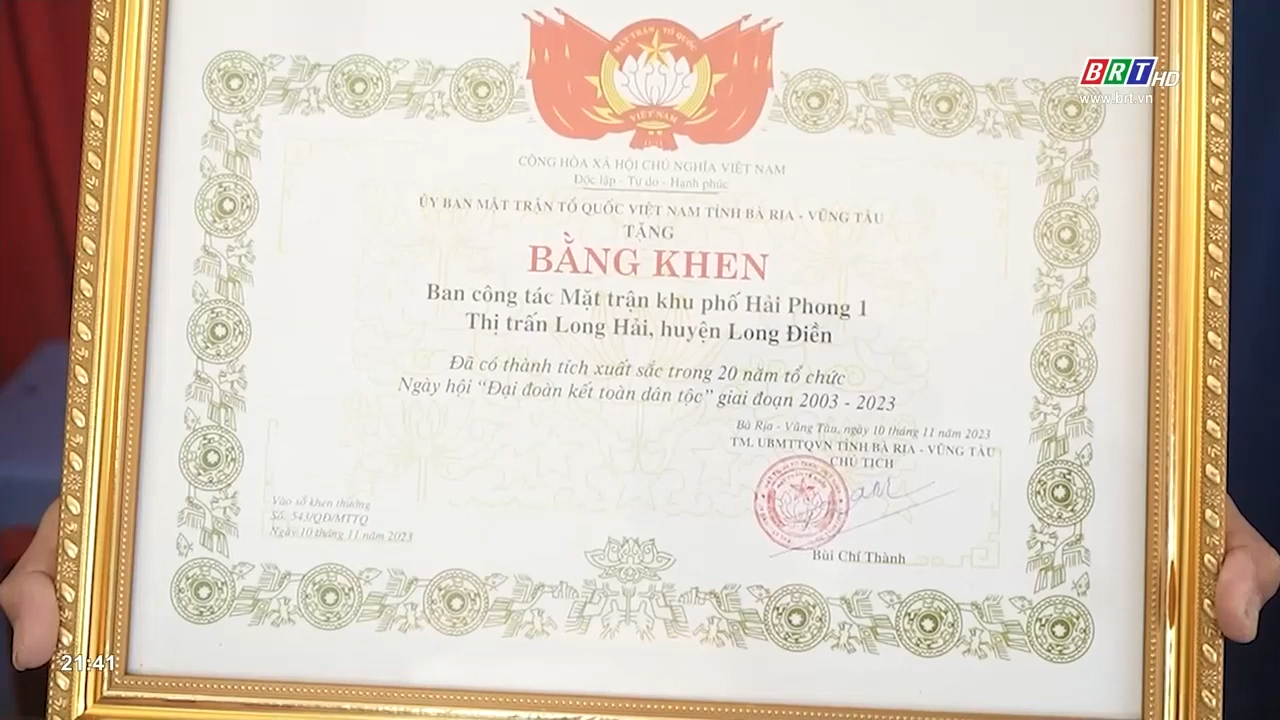 BRT HD
www.brt.vn
MẶT TRẬN TỔ QUỐC
VIỆT NAM
CỘNG HÒA XÃ HỘI CHỦ NGHĨA VIỆT NAM
Độc lập - Tự do - Hạnh phúc
ỦY BAN MẶT TRẬN TỔ QUỐC VIỆT NAM TỈNH BÀ RỊA - VŨNG TÀU
TẶNG
BẰNG KHEN
Ban công tác Mặt trận khu phố Hải Phong 1
Thị trấn Long Hải, huyện Long Điền
Đã có thành tích xuất sắc trong 20 năm tổ chức
Ngày hội “Đại đoàn kết toàn dân tộc” giai đoạn 2003 - 2023
Bà Rịa - Vũng Tàu, ngày 10 tháng 11 năm 2023
TM. UBMTTQVN TỈNH BÀ RỊA - VŨNG TÀU
CHỦ TỊCH
Vào sổ khen thưởng
Số: 543/QĐ/MTTQ
Ngày 10 tháng 11 năm 2023
Bùi Chí Thành
21:41